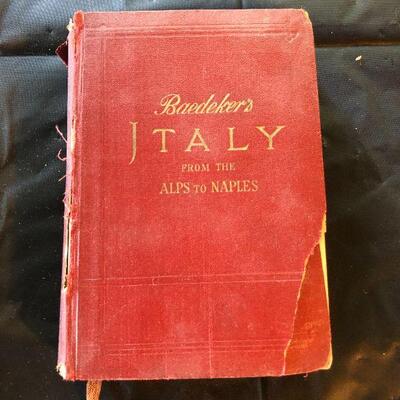 Baedeker's
ITALY
FROM THE
ALPS TO NAPLES